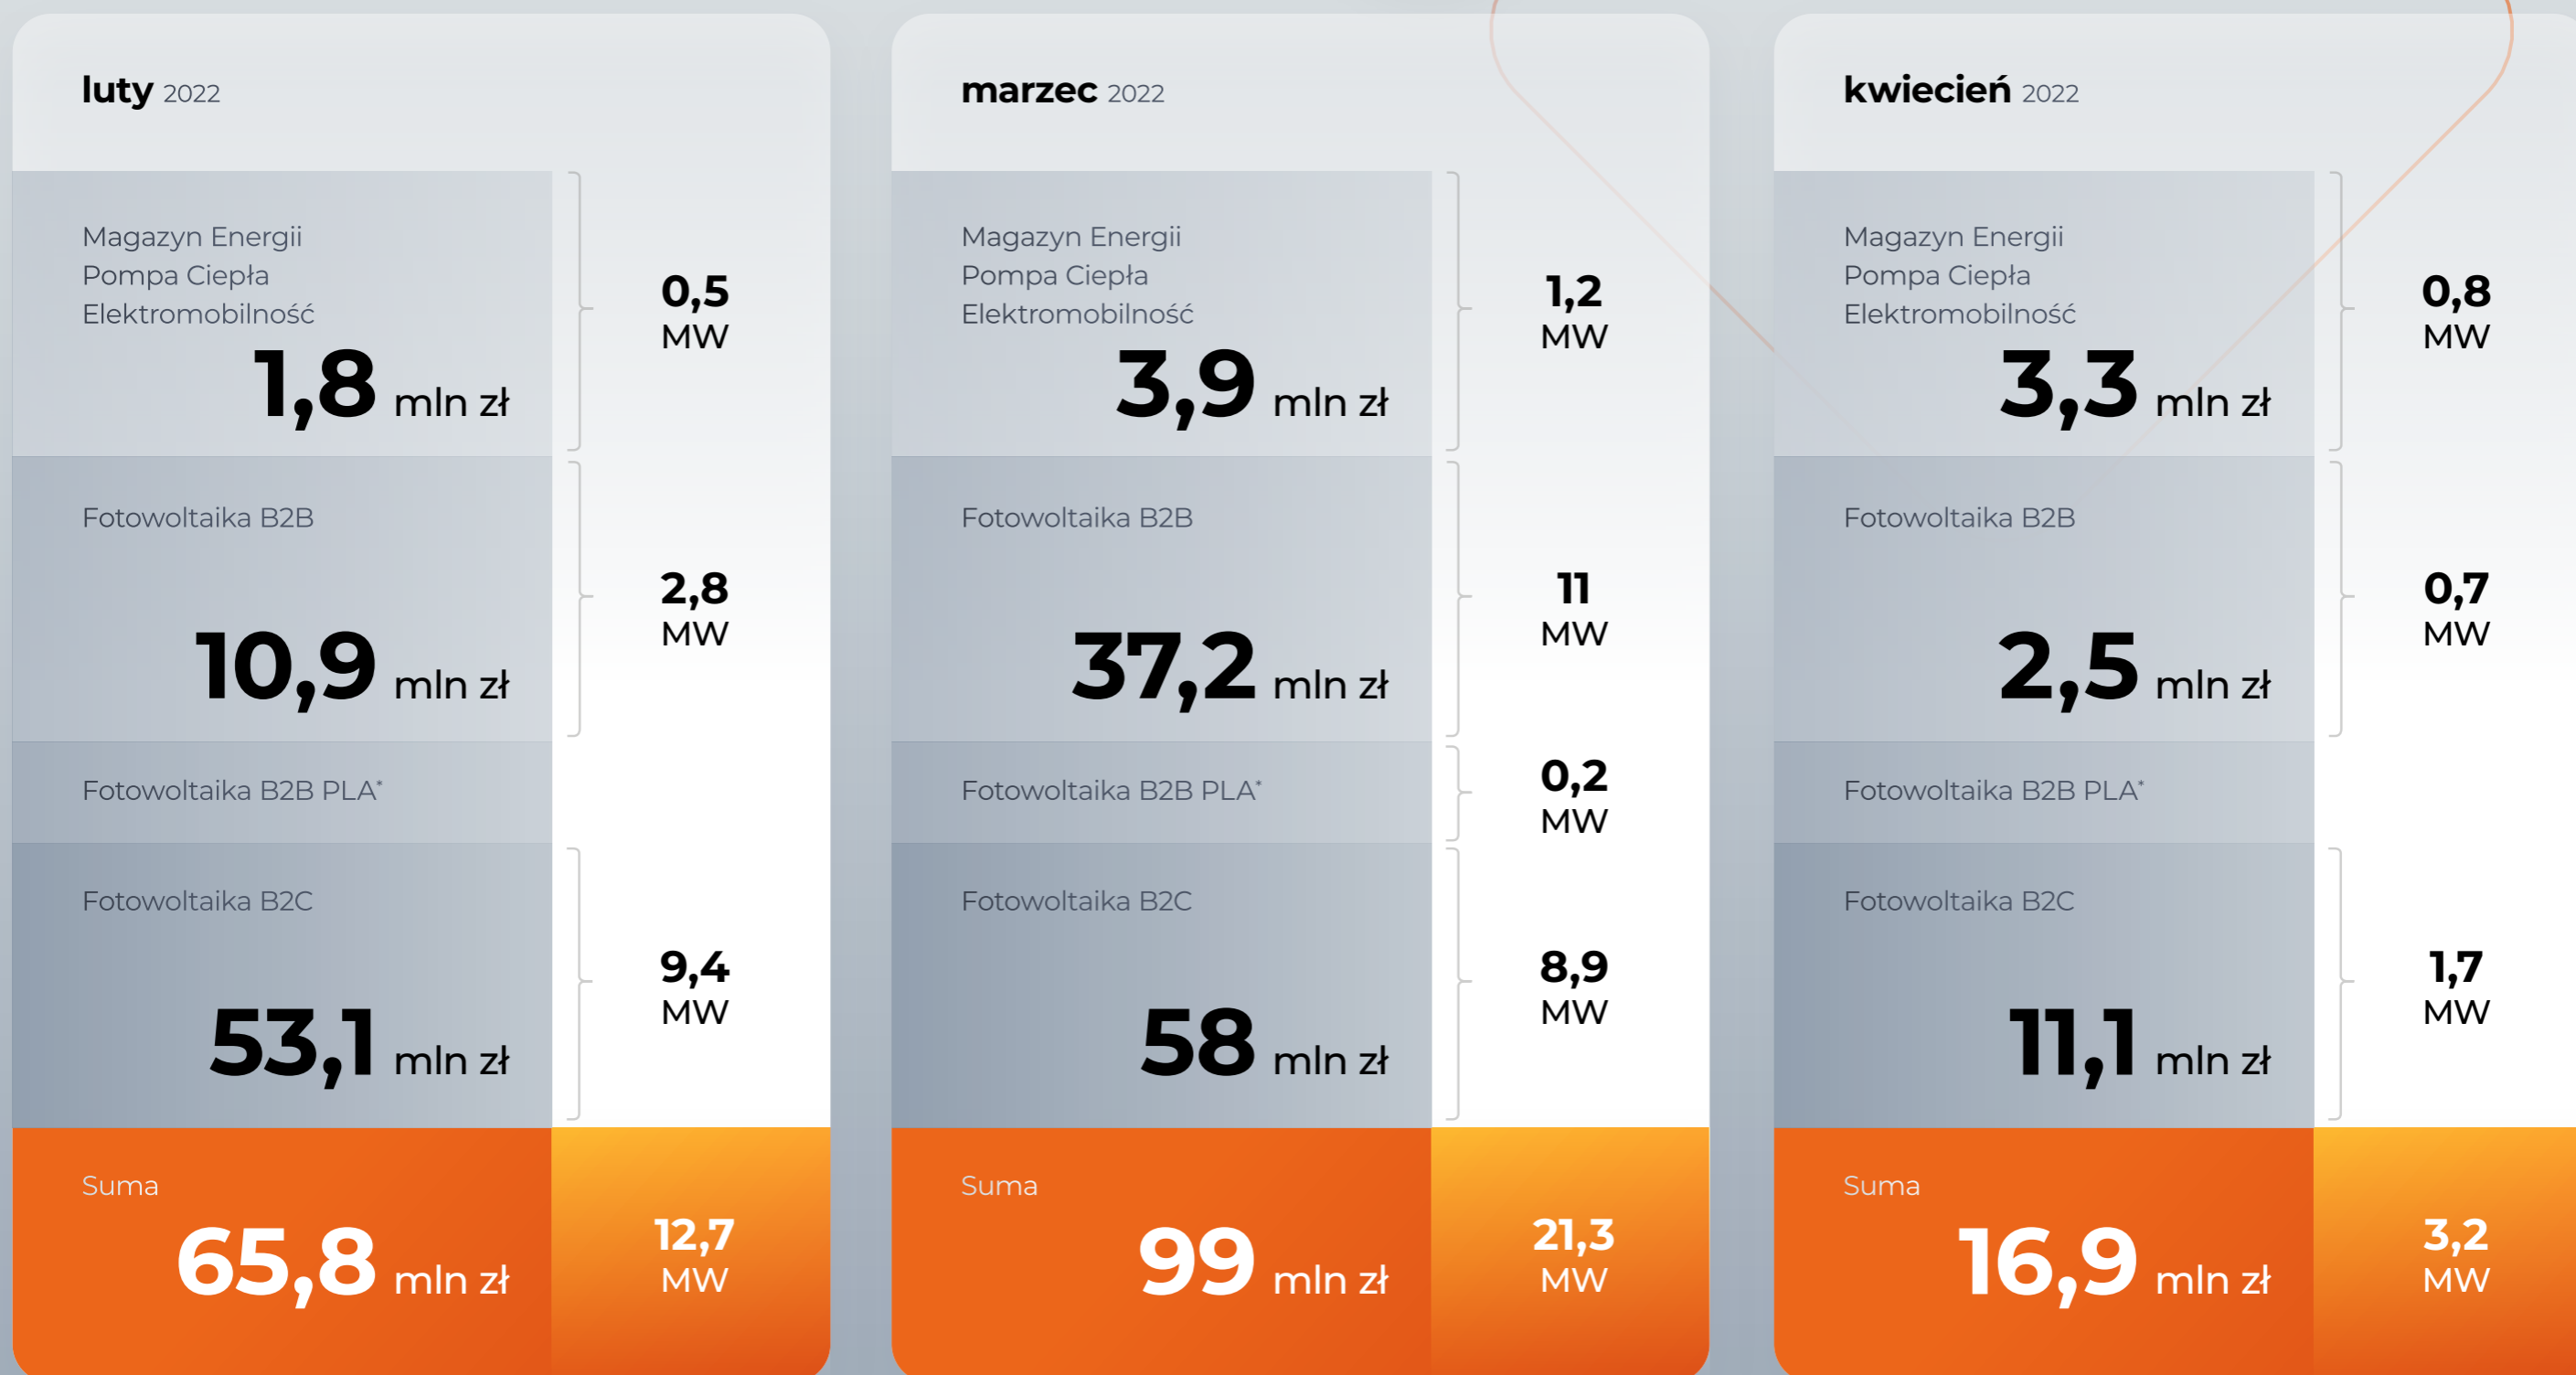 luty 2022
Magazyn Energii
Pompa Ciepła
Elektromobilność
1,8 mln zł
0,5
MW
Fotowoltaika B2B
10,9 mln zł
2,8
MW
Fotowoltaika B2B PLA*
Fotowoltaika B2C
53,1 mln zł
9,4
MW
Suma
65,8 mln zł
12,7
MW
marzec 2022
Magazyn Energii
Pompa Ciepła
Elektromobilność
3,9 mln zł
1,2
MW
Fotowoltaika B2B
37,2 mln zł
11
MW
Fotowoltaika B2B PLA*
0,2
MW
Fotowoltaika B2C
58 mln zł
8,9
MW
Suma
99 mln zł
21,3
MW
kwiecień 2022
Magazyn Energii
Pompa Ciepła
Elektromobilność
3,3 mln zł
0,8
MW
Fotowoltaika B2B
2,5 mln zł
0,7
MW
Fotowoltaika B2B PLA*
Fotowoltaika B2C
11,1 mln zł
1,7
MW
Suma
16,9 mln zł
3,2
MW